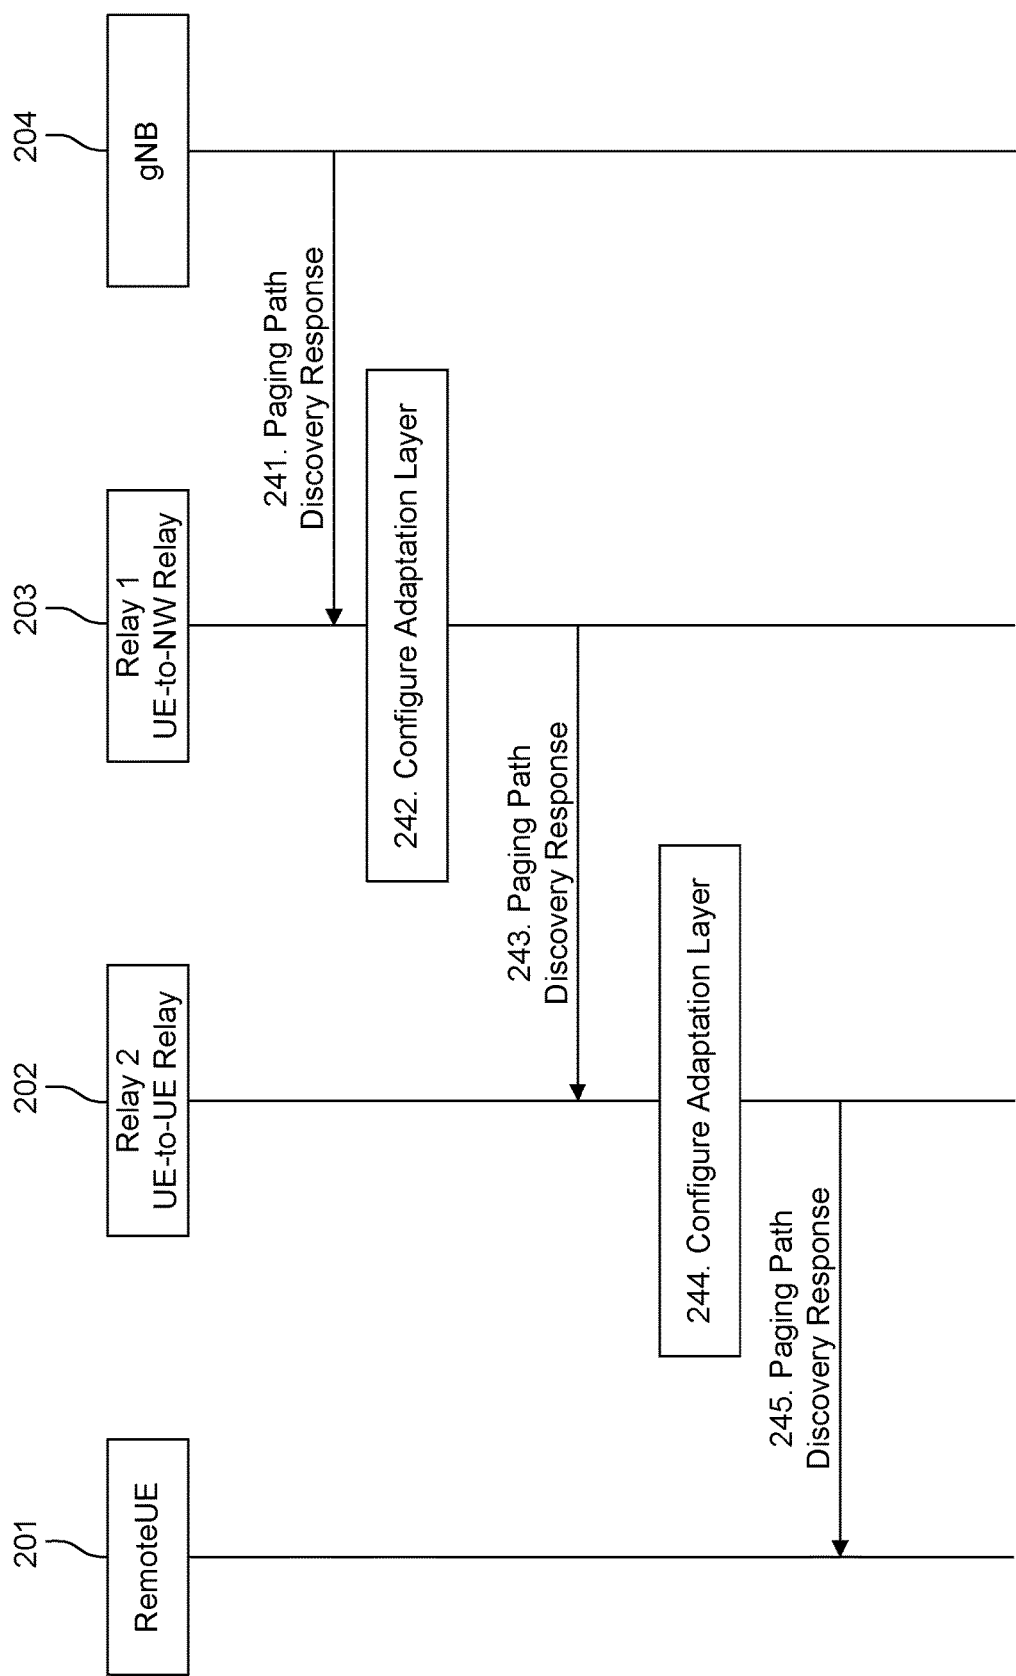 201
RemoteUE
202
Relay 2
UE-to-UE Relay
203
Relay 1
UE-to-NW Relay
204
gNB
241. Paging Path
Discovery Response
242. Configure Adaptation Layer
243. Paging Path
Discovery Response
244. Configure Adaptation Layer
245. Paging Path
Discovery Response